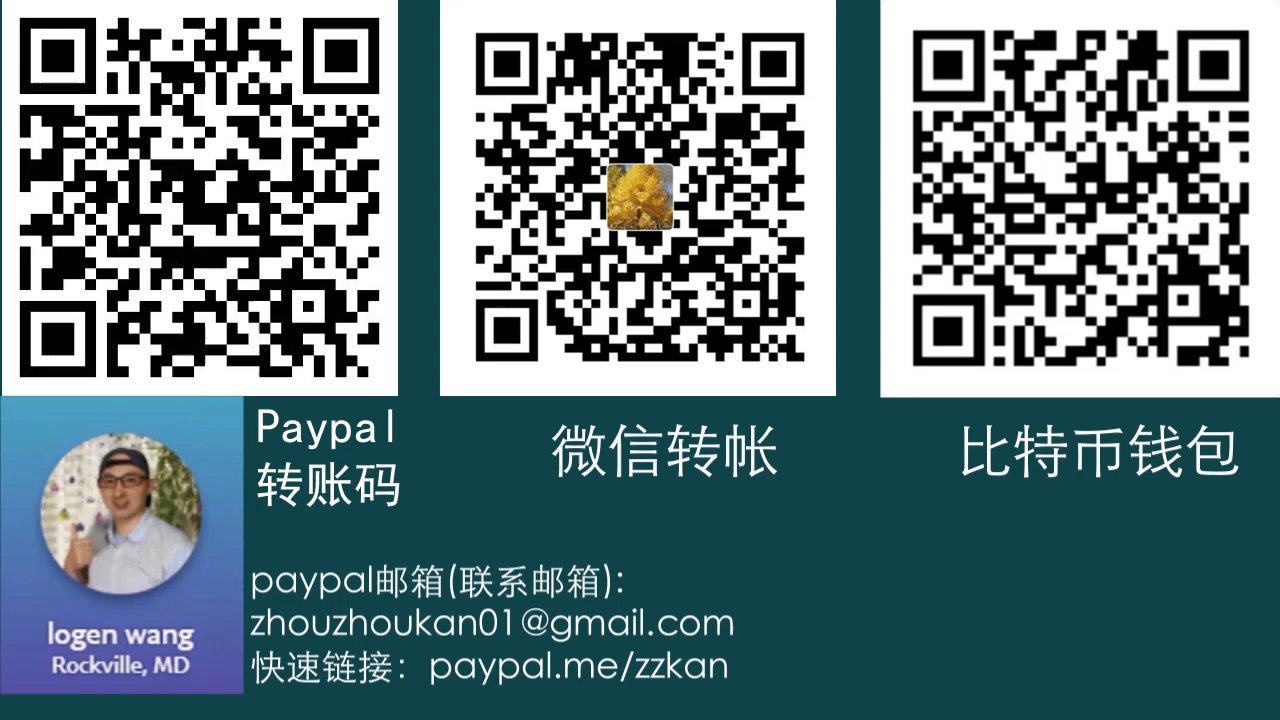 Paypal
转账码
微信转帐
比特币钱包
logen wang
Rockville, MD
paypal邮箱(联系邮箱):
zhouzhoukan01@gmail.com
快速链接：paypal.me/zzkan